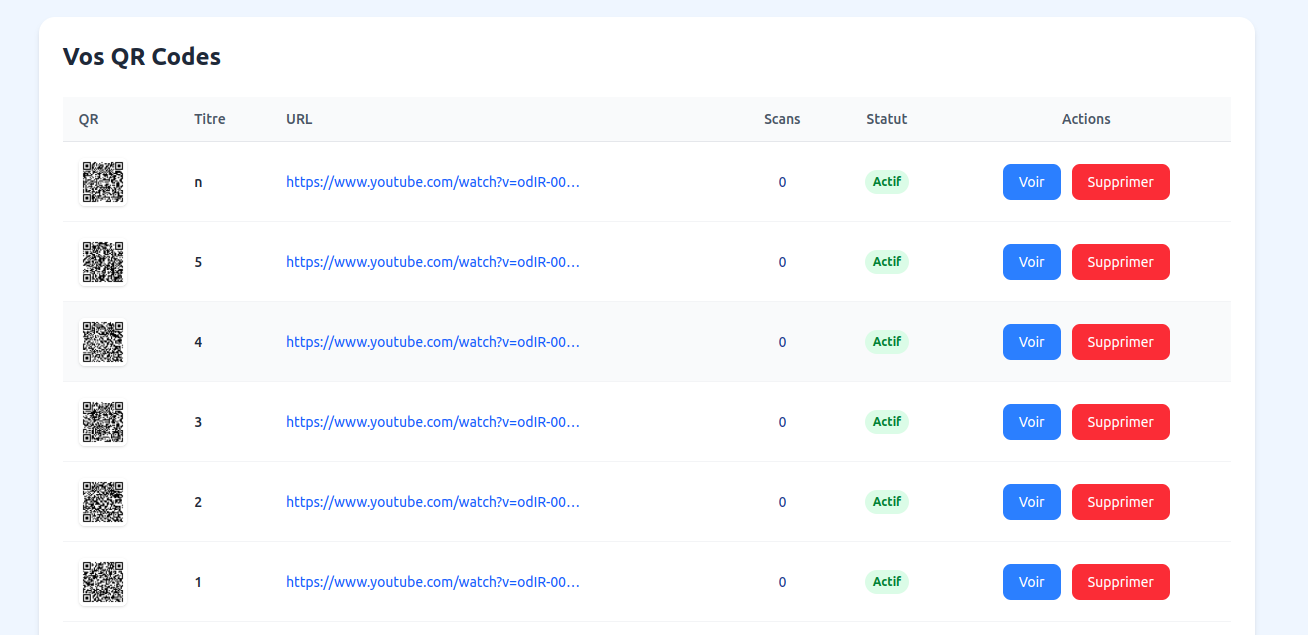 Vos QR Codes
QR Titre URL Scans Statut Actions
n https://www.youtube.com/watch?v=odIR-00... 0 Actif Voir Supprimer
5 https://www.youtube.com/watch?v=odIR-00... 0 Actif Voir Supprimer
4 https://www.youtube.com/watch?v=odIR-00... 0 Actif Voir Supprimer
3 https://www.youtube.com/watch?v=odIR-00... 0 Actif Voir Supprimer
2 https://www.youtube.com/watch?v=odIR-00... 0 Actif Voir Supprimer
1 https://www.youtube.com/watch?v=odIR-00... 0 Actif Voir Supprimer